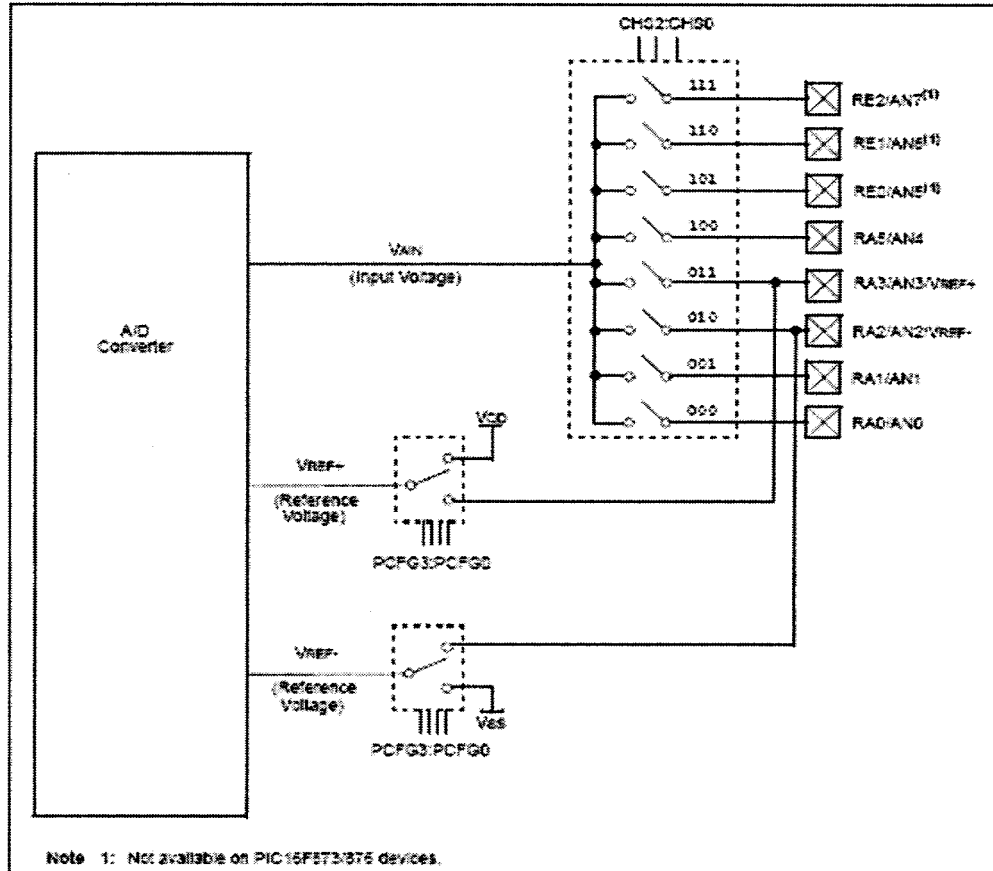 CHS2:CHS0
111
RE2/AN7(1)
110
RE1/AN6(1)
101
RE0/AN5(1)
100
RA5/AN4
VAIN
(Input Voltage)
011
RA3/AN3/VREF+
010
RA2/AN2/VREF-
A/D
Converter
001
RA1/AN1
000
RA0/AN0
VDD
VREF+
(Reference
Voltage)
PCFG3:PCFG0
VREF-
(Reference
Voltage)
VSS
PCFG3:PCFG0
Note 1: Not available on PIC16F873/876 devices.